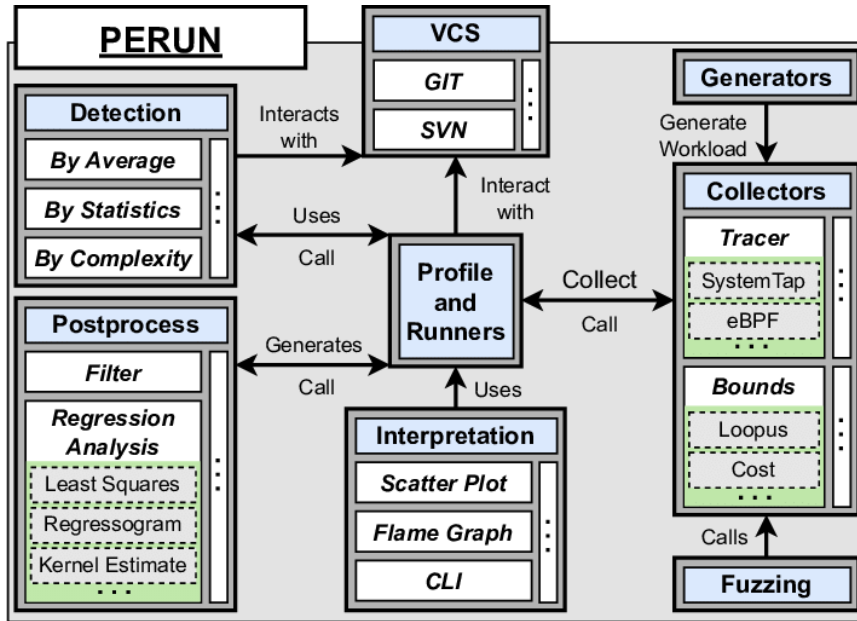 PERUN
VCS
GIT
SVN
Generators
Generate
Workload
Detection
By Average
By Statistics
By Complexity
Interacts
with
Interact
with
Uses
Call
Profile
and
Runners
Collect
Call
Collectors
Tracer
SystemTap
eBPF
...
Bounds
Loopus
Cost
...
Postprocess
Filter
Regression
Analysis
Least Squares
Regressogram
Kernel Estimate
...
Generates
Call
Uses
Interpretation
Scatter Plot
Flame Graph
CLI
Calls
Fuzzing